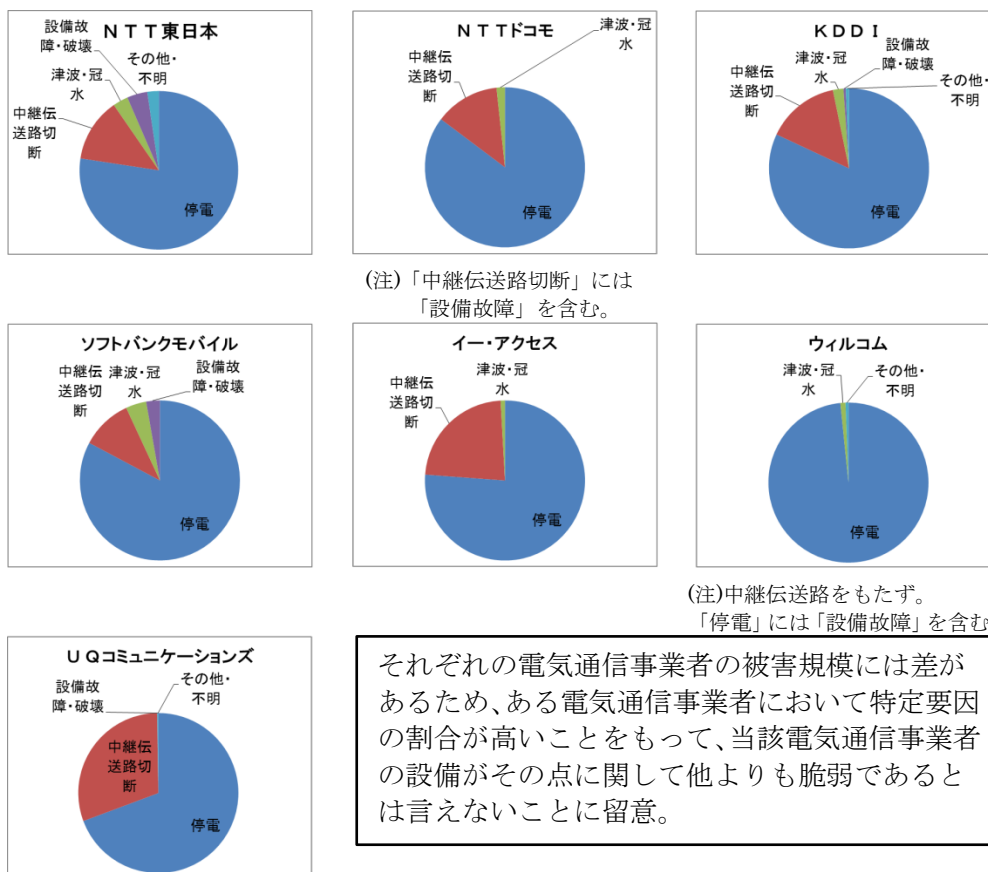 ＮＴＴ東日本
設備故
障・破壊
その他・
不明
津波・冠
水
中継伝
送路切
断
停電
ＮＴＴドコモ
津波・冠
水
中継伝
送路切
断
停電
(注)「中継伝送路切断」には
「設備故障」を含む。
ＫＤＤＩ
設備故
障・破壊
津波・冠
水
中継伝
送路切
断
その他・
不明
停電
ソフトバンクモバイル
中継伝
送路切
断
津波・冠
水
設備故
障・破壊
停電
イー・アクセス
津波・冠
水
中継伝
送路切
断
停電
ウィルコム
津波・冠
水
その他・
不明
停電
(注)中継伝送路をもたず。
「停電」には「設備故障」を含む
ＵＱコミュニケーションズ
設備故
障・破壊
その他・
不明
中継伝
送路切
断
停電
それぞれの電気通信事業者の被害規模には差が
あるため、ある電気通信事業者において特定要因
の割合が高いことをもって、当該電気通信事業者
の設備がその点に関して他よりも脆弱であると
は言えないことに留意。